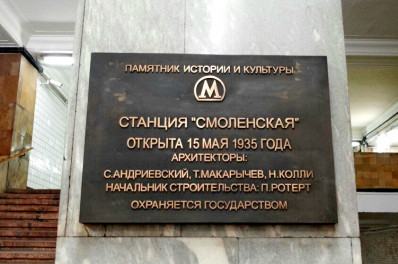 ПАМЯТНИК ИСТОРИИ И КУЛЬТУРЫ
М
СТАНЦИЯ "СМОЛЕНСКАЯ"
ОТКРЫТА 15 МАЯ 1935 ГОДА
АРХИТЕКТОРЫ:
С.АНДРИЕВСКИЙ, Т.МАКАРЫЧЕВ, Н.КОЛЛИ
НАЧАЛЬНИК СТРОИТЕЛЬСТВА: П.РОТЕРТ
ОХРАНЯЕТСЯ ГОСУДАРСТВОМ